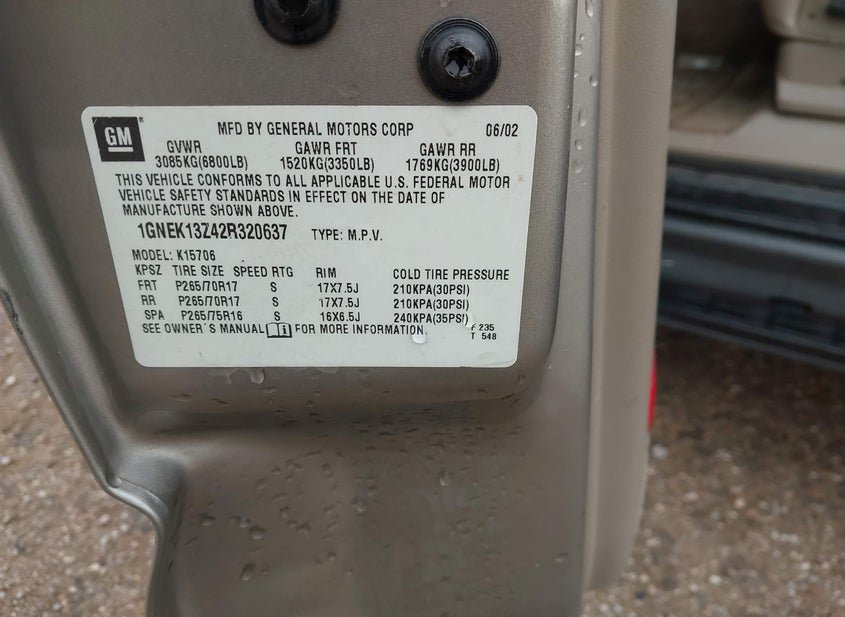 GM
MFD BY GENERAL MOTORS CORP 06/02
GVWR GAWR FRT GAWR RR
3085KG(6800LB) 1520KG(3350LB) 1769KG(3900LB)
THIS VEHICLE CONFORMS TO ALL APPLICABLE U.S. FEDERAL MOTOR
VEHICLE SAFETY STANDARDS IN EFFECT ON THE DATE OF
MANUFACTURE SHOWN ABOVE.
1GNEK13Z42R320637 TYPE: M.P.V.
MODEL: K15706
KPSZ TIRE SIZE SPEED RTG RIM COLD TIRE PRESSURE
FRT P265/70R17 S 17X7.5J 210KPA(30PSI)
RR P265/70R17 S 17X7.5J 210KPA(30PSI)
SPA P265/75R16 S 16X6.5J 240KPA(35PSI)
SEE OWNER'S MANUAL FOR MORE INFORMATION. F 235
T 548